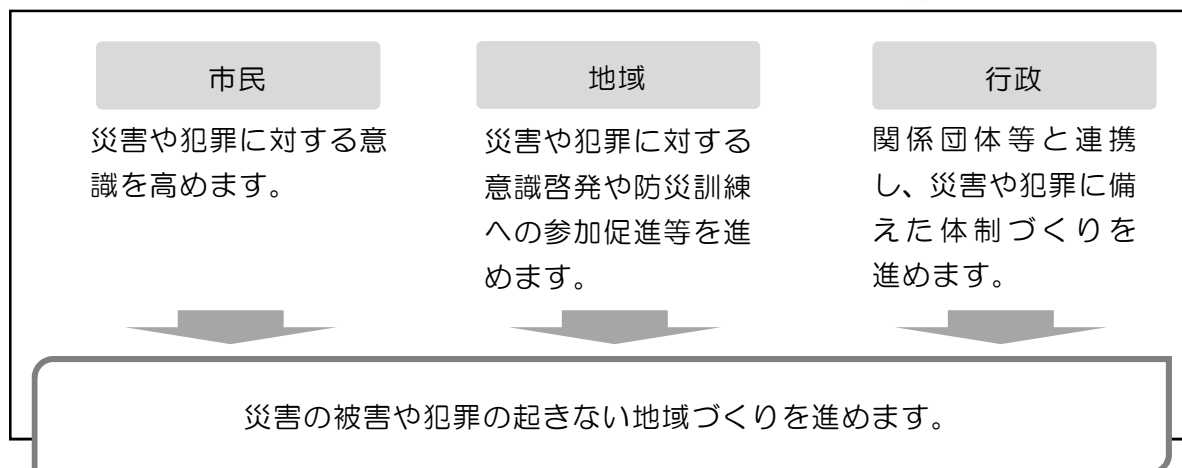 市民
災害や犯罪に対する意
識を高めます。
地域
災害や犯罪に対する
意識啓発や防災訓練
への参加促進等を進
めます。
行政
関係団体等と連携
し、災害や犯罪に備
えた体制づくりを
進めます。
災害の被害や犯罪の起きない地域づくりを進めます。